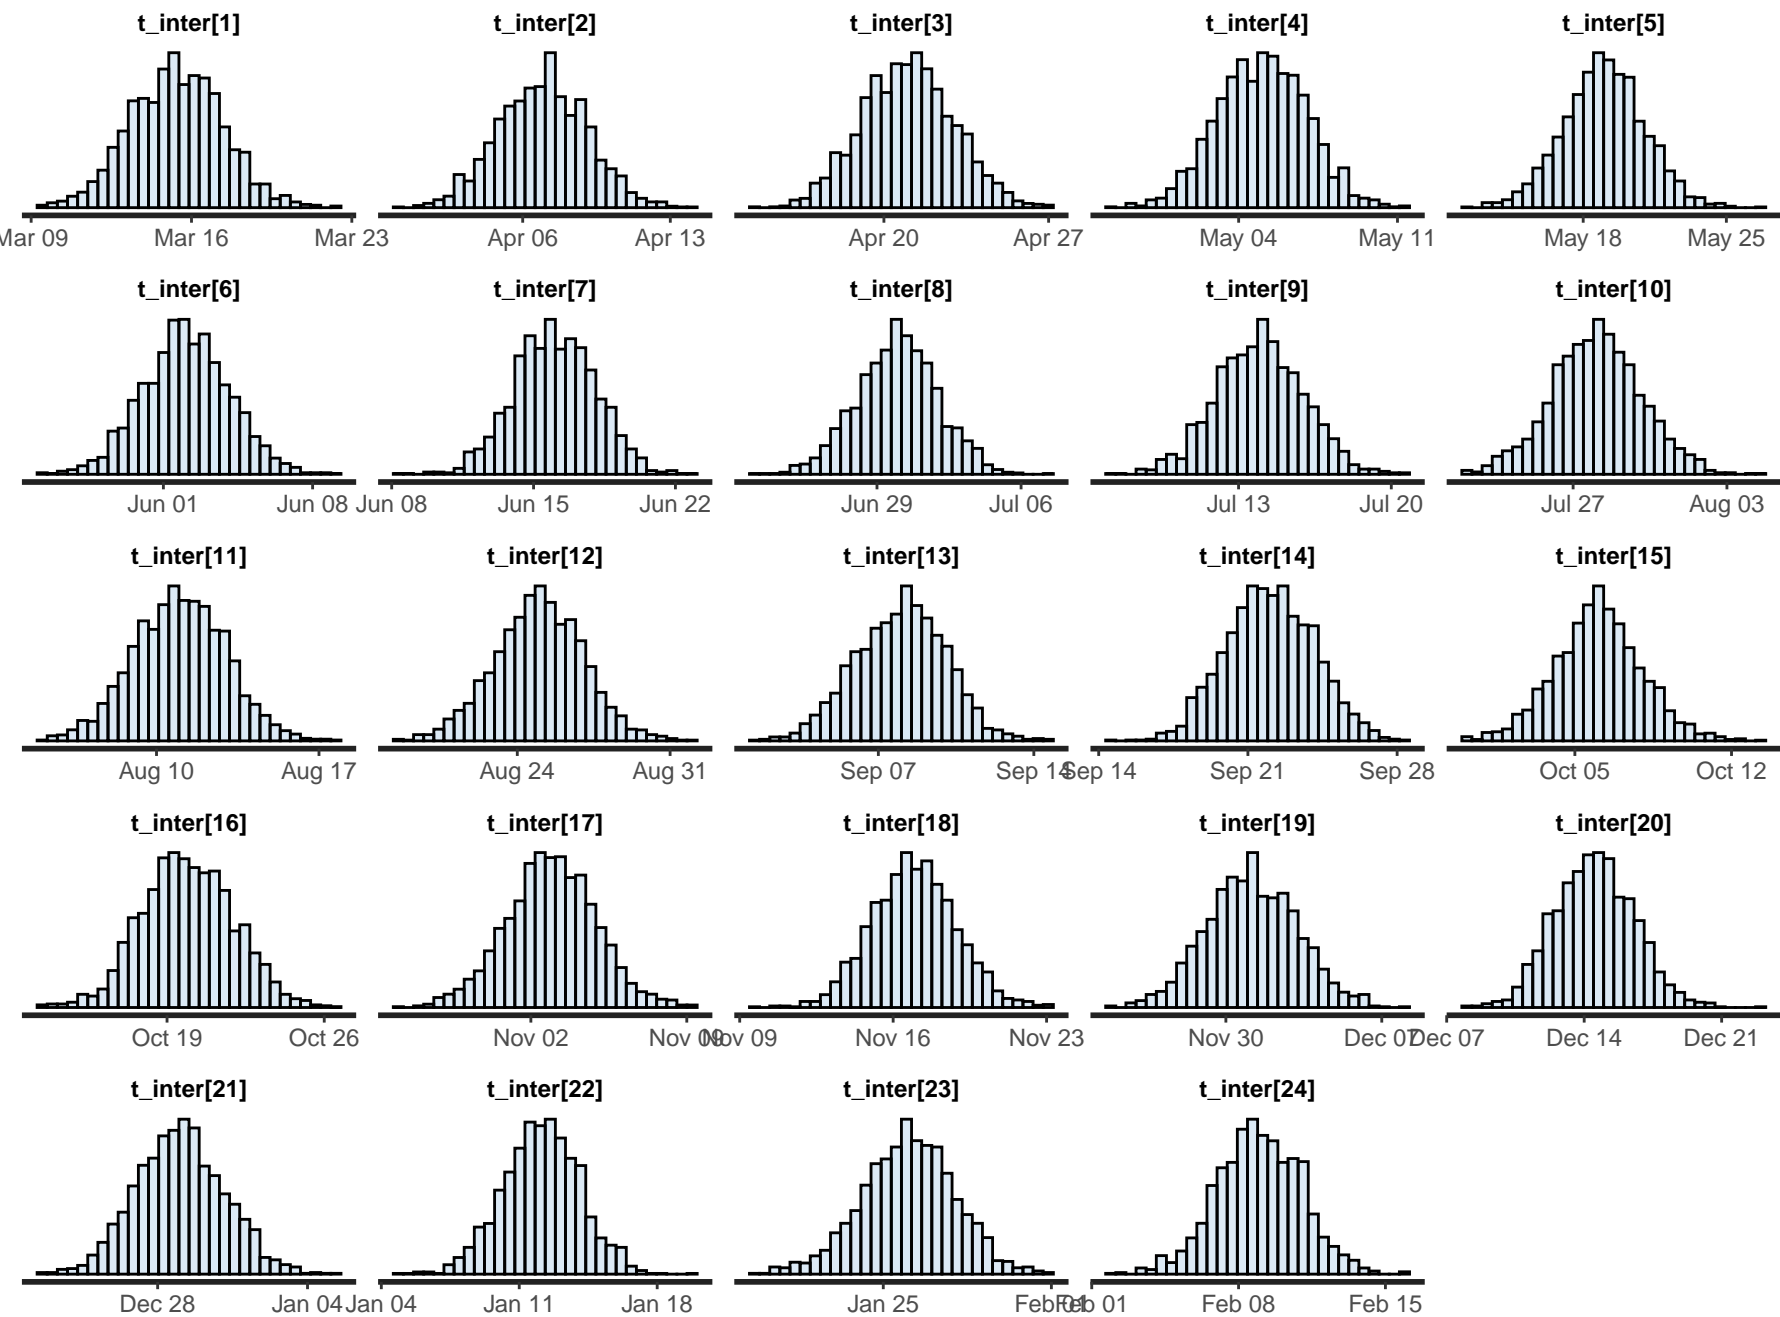 t_inter[1] t_inter[2] t_inter[3] t_inter[4] t_inter[5]
Mar 09 Mar 16 Mar 23 Apr 06 Apr 13 Apr 20 Apr 27 May 04 May 11 May 18 May 25
t_inter[6] t_inter[7] t_inter[8] t_inter[9] t_inter[10]
Jun 01 Jun 08 Jun 08 Jun 15 Jun 22 Jun 29 Jul 06 Jul 13 Jul 20 Jul 27 Aug 03
t_inter[11] t_inter[12] t_inter[13] t_inter[14] t_inter[15]
Aug 10 Aug 17 Aug 24 Aug 31 Sep 07 Sep 14 Sep 14 Sep 21 Sep 28 Oct 05 Oct 12
t_inter[16] t_inter[17] t_inter[18] t_inter[19] t_inter[20]
Oct 19 Oct 26 Nov 02 Nov 09 Nov 09 Nov 16 Nov 23 Nov 30 Dec 07 Dec 07 Dec 14 Dec 21
t_inter[21] t_inter[22] t_inter[23] t_inter[24]
Dec 28 Jan 04 Jan 04 Jan 11 Jan 18 Jan 25 Feb 01 Feb 01 Feb 08 Feb 15